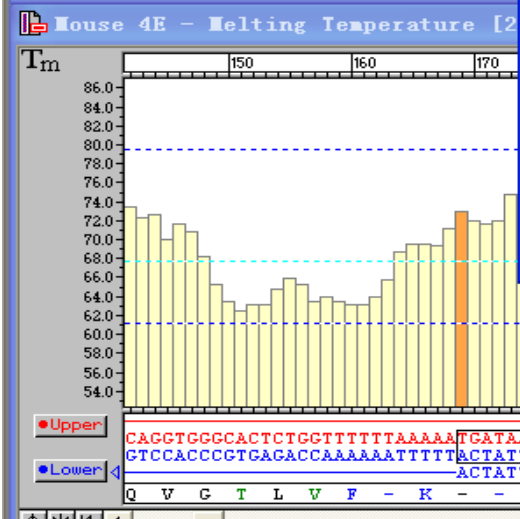 Mouse 4E - Melting Temperature [2
Tm
150 160 170
86.0
84.0
82.0
80.0
78.0
76.0
74.0
72.0
70.0
68.0
66.0
64.0
62.0
60.0
58.0
56.0
54.0
Upper
CAGGTGGGCACTCTGGTTTTTTAAAAATGATA
GTCCACCCGTGAGACCAAAAAATTTTTACTAT
Lower
ACTAT
Q V G T L V F - K - -